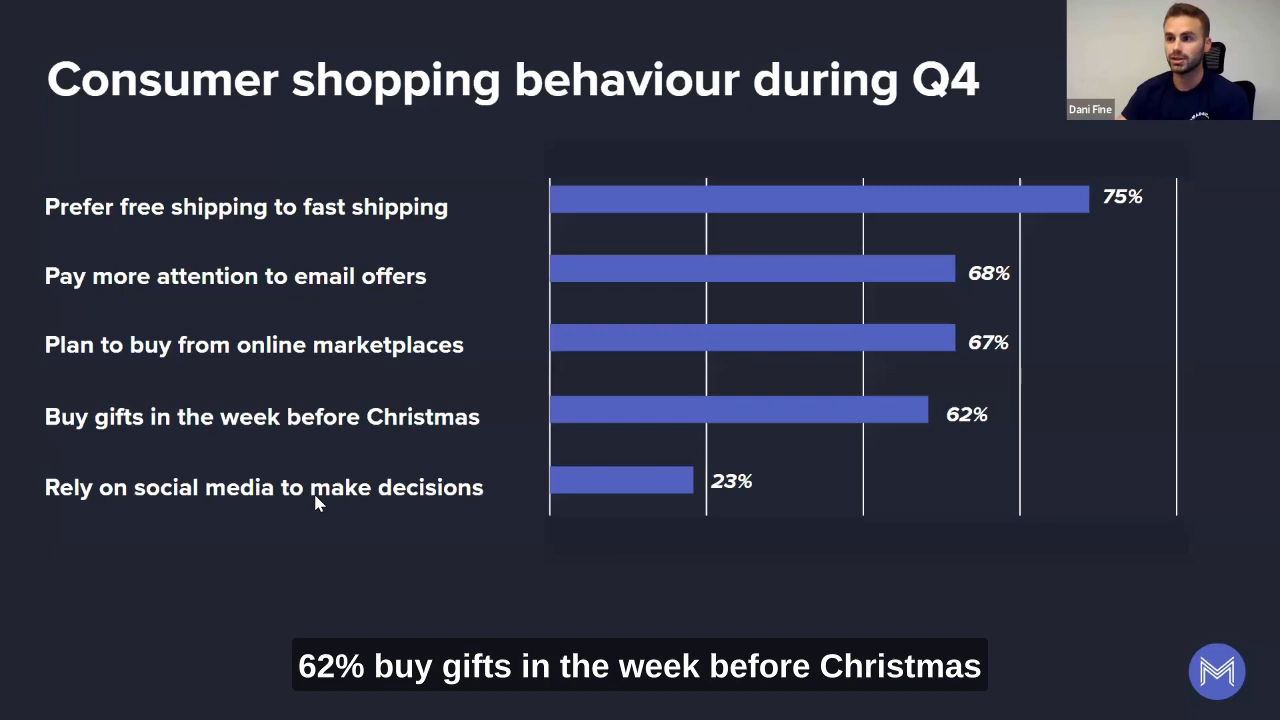 Consumer shopping behaviour during Q4
Dani Fine
Prefer free shipping to fast shipping
75%
Pay more attention to email offers
68%
Plan to buy from online marketplaces
67%
Buy gifts in the week before Christmas
62%
Rely on social media to make decisions
23%
62% buy gifts in the week before Christmas